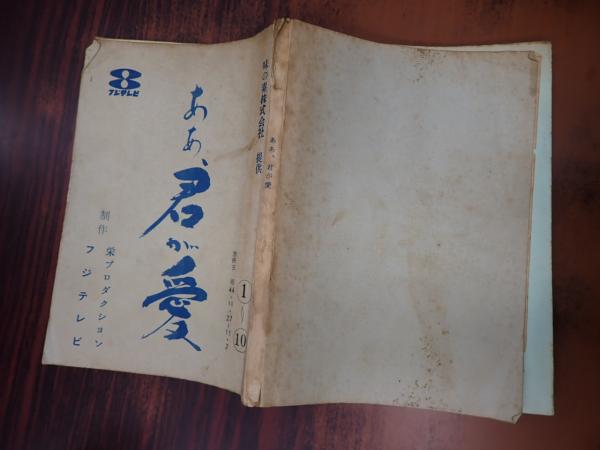 8
フジテレビ
ああ、君が愛
制作 栄プロダクション
フジテレビ
①〜⑩
味の素株式会社 提供
ああ、君が愛